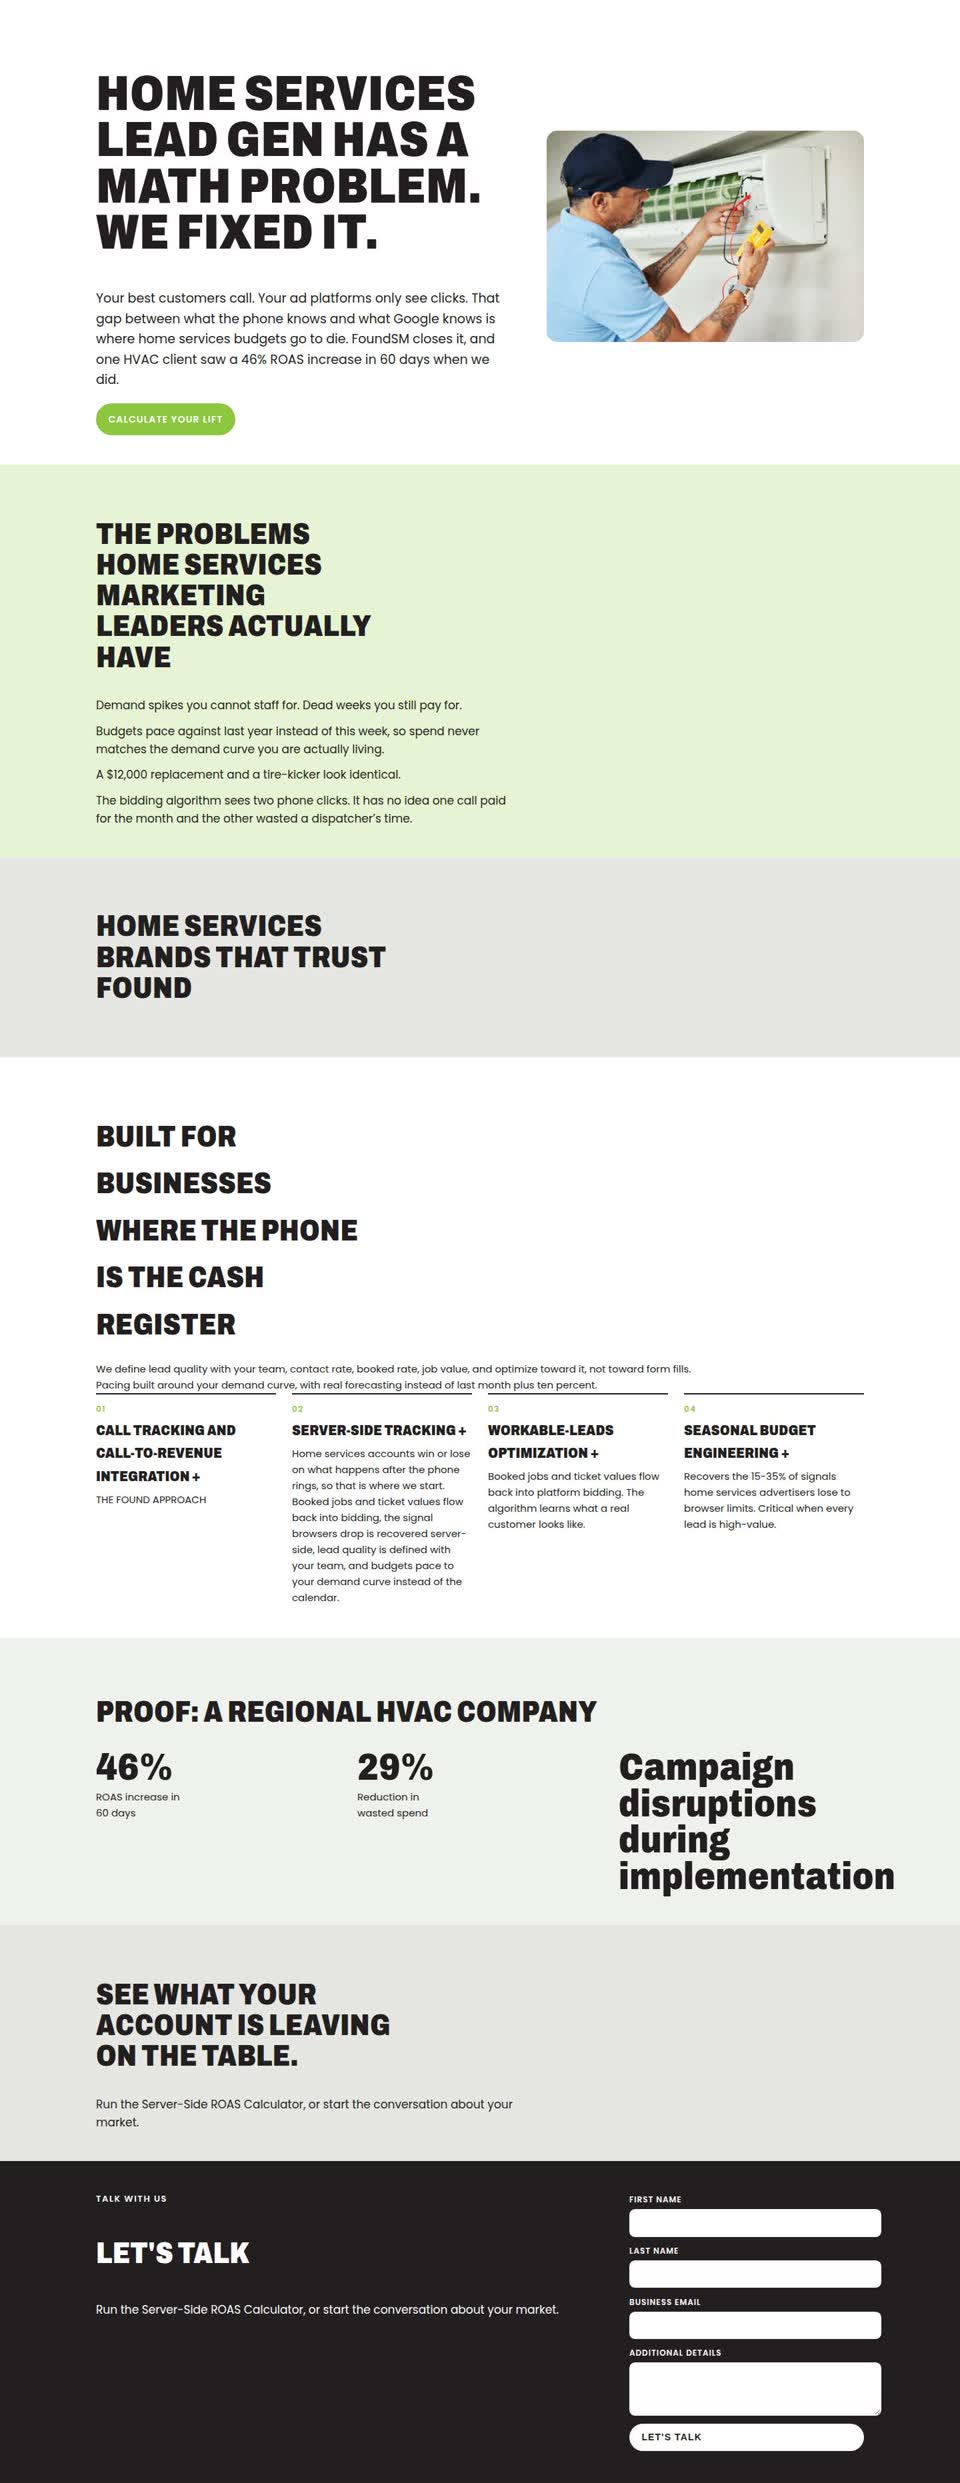 HOME SERVICES
LEAD GEN HAS A
MATH PROBLEM.
WE FIXED IT.
Your best customers call. Your ad platforms only see clicks. That
gap between what the phone knows and what Google knows is
where home services budgets go to die. FoundSM closes it, and
one HVAC client saw a 46% ROAS increase in 60 days when we
did.
CALCULATE YOUR LIFT
THE PROBLEMS
HOME SERVICES
MARKETING
LEADERS ACTUALLY
HAVE
Demand spikes you cannot staff for. Dead weeks you still pay for.
Budgets pace against last year instead of this week, so spend never
matches the demand curve you are actually living.
A $12,000 replacement and a tire-kicker look identical.
The bidding algorithm sees two phone clicks. It has no idea one call paid
for the month and the other wasted a dispatcher’s time.
HOME SERVICES
BRANDS THAT TRUST
FOUND
BUILT FOR
BUSINESSES
WHERE THE PHONE
IS THE CASH
REGISTER
We define lead quality with your team, contact rate, booked rate, job value, and optimize toward it, not toward form fills.
Pacing built around your demand curve, with real forecasting instead of last month plus ten percent.
01
CALL TRACKING AND
CALL-TO-REVENUE
INTEGRATION +
THE FOUND APPROACH
02
SERVER-SIDE TRACKING +
Home services accounts win or lose
on what happens after the phone
rings, so that is where we start.
Booked jobs and ticket values flow
back into bidding, the signal
browsers drop is recovered server-
side, lead quality is defined with
your team, and budgets pace to
your demand curve instead of the
calendar.
03
WORKABLE-LEADS
OPTIMIZATION +
Booked jobs and ticket values flow
back into platform bidding. The
algorithm learns what a real
customer looks like.
04
SEASONAL BUDGET
ENGINEERING +
Recovers the 15-35% of signals
home services advertisers lose to
browser limits. Critical when every
lead is high-value.
PROOF: A REGIONAL HVAC COMPANY
46%
ROAS increase in
60 days
29%
Reduction in
wasted spend
Campaign
disruptions
during
implementation
SEE WHAT YOUR
ACCOUNT IS LEAVING
ON THE TABLE.
Run the Server-Side ROAS Calculator, or start the conversation about your
market.
TALK WITH US
LET'S TALK
Run the Server-Side ROAS Calculator, or start the conversation about your market.
FIRST NAME
LAST NAME
BUSINESS EMAIL
ADDITIONAL DETAILS
LET'S TALK